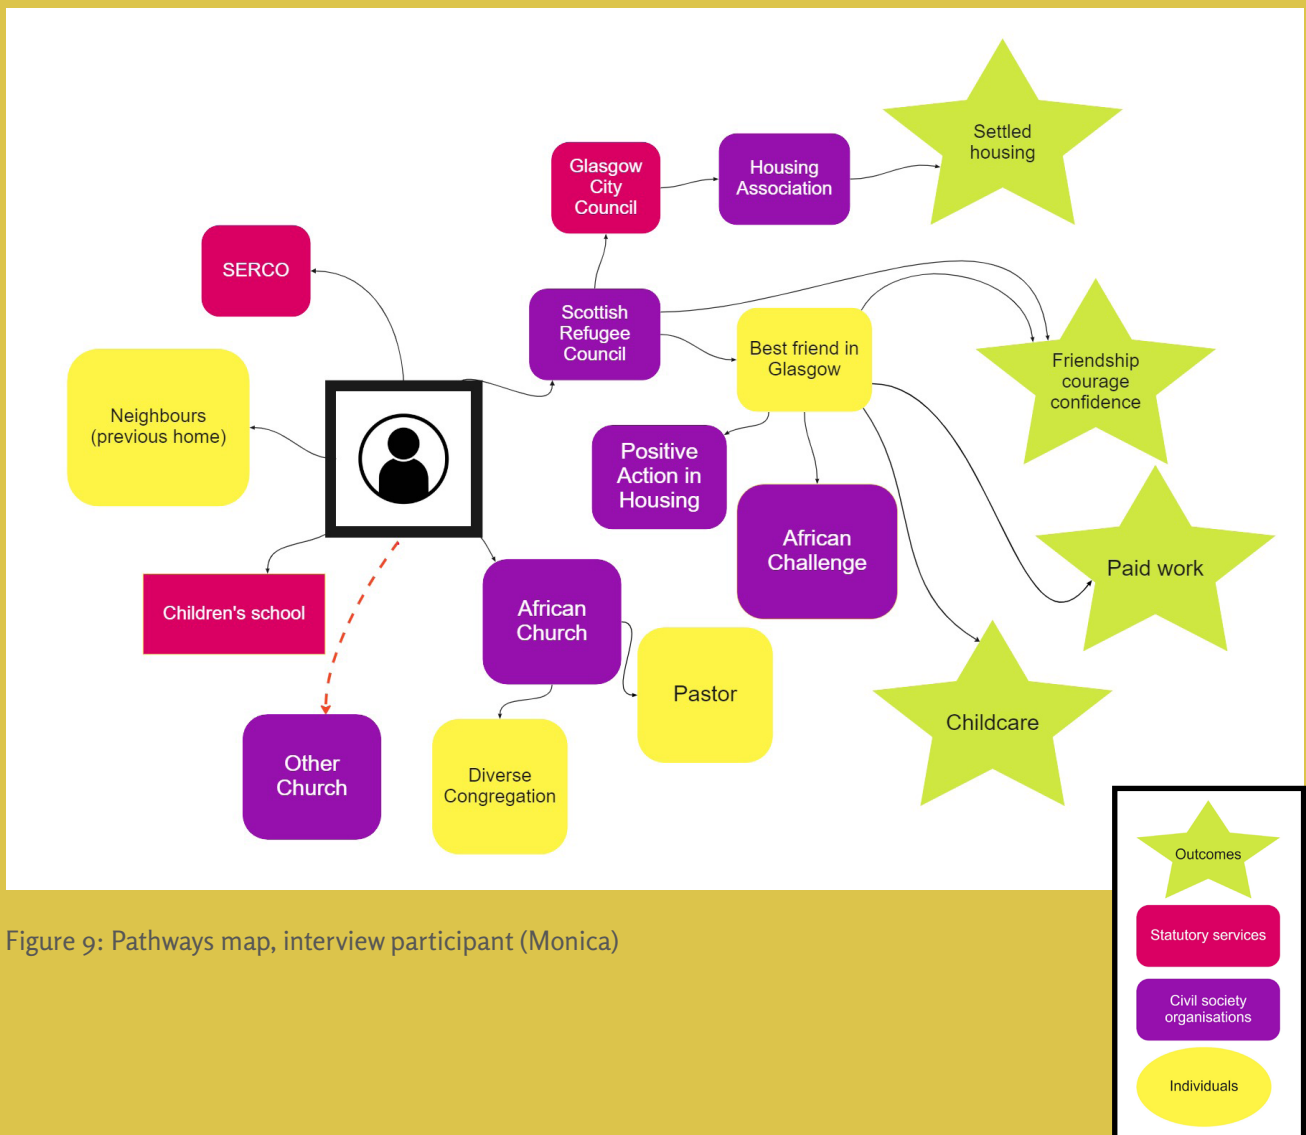 Settled
housing
Glasgow
City
Council
Housing
Association
SERCO
Scottish
Refugee
Council
Best friend in
Glasgow
Friendship
courage
confidence
Neighbours
(previous home)
Positive
Action in
Housing
African
Challenge
Paid work
Children's school
African
Church
Pastor
Childcare
Other
Church
Diverse
Congregation
Outcomes
Statutory services
Civil society
organisations
Individuals
Figure 9: Pathways map, interview participant (Monica)